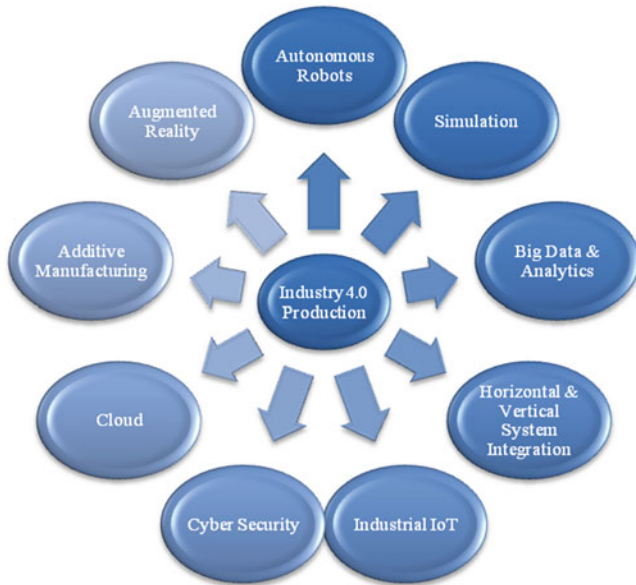 Autonomous
Robots
Simulation
Big Data &
Analytics
Horizontal &
Vertical
System
Integration
Industrial IoT
Cyber Security
Cloud
Additive
Manufacturing
Augmented
Reality
Industry 4.0
Production